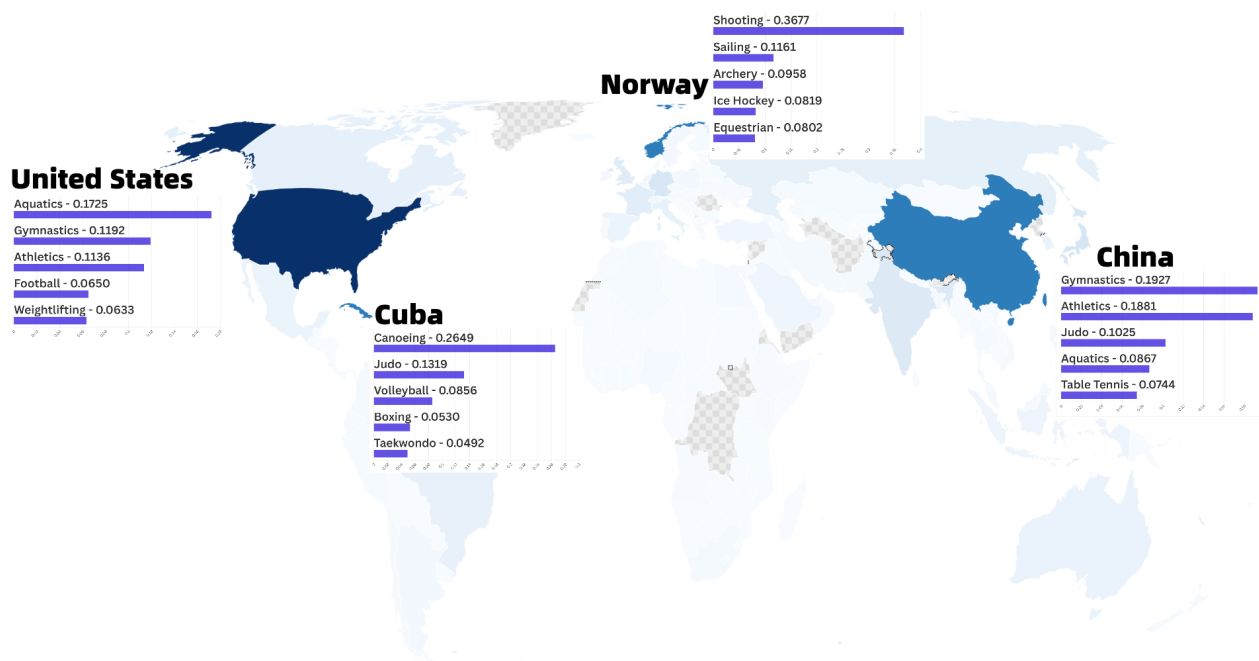 Norway
Shooting - 0.3677
Sailing - 0.1161
Archery - 0.0958
Ice Hockey - 0.0819
Equestrian - 0.0802
United States
Aquatics - 0.1725
Gymnastics - 0.1192
Athletics - 0.1136
Football - 0.0650
Weightlifting - 0.0633
China
Gymnastics - 0.1927
Athletics - 0.1881
Judo - 0.1025
Aquatics - 0.0867
Table Tennis - 0.0744
Cuba
Canoeing - 0.2649
Judo - 0.1319
Volleyball - 0.0856
Boxing - 0.0530
Taekwondo - 0.0492